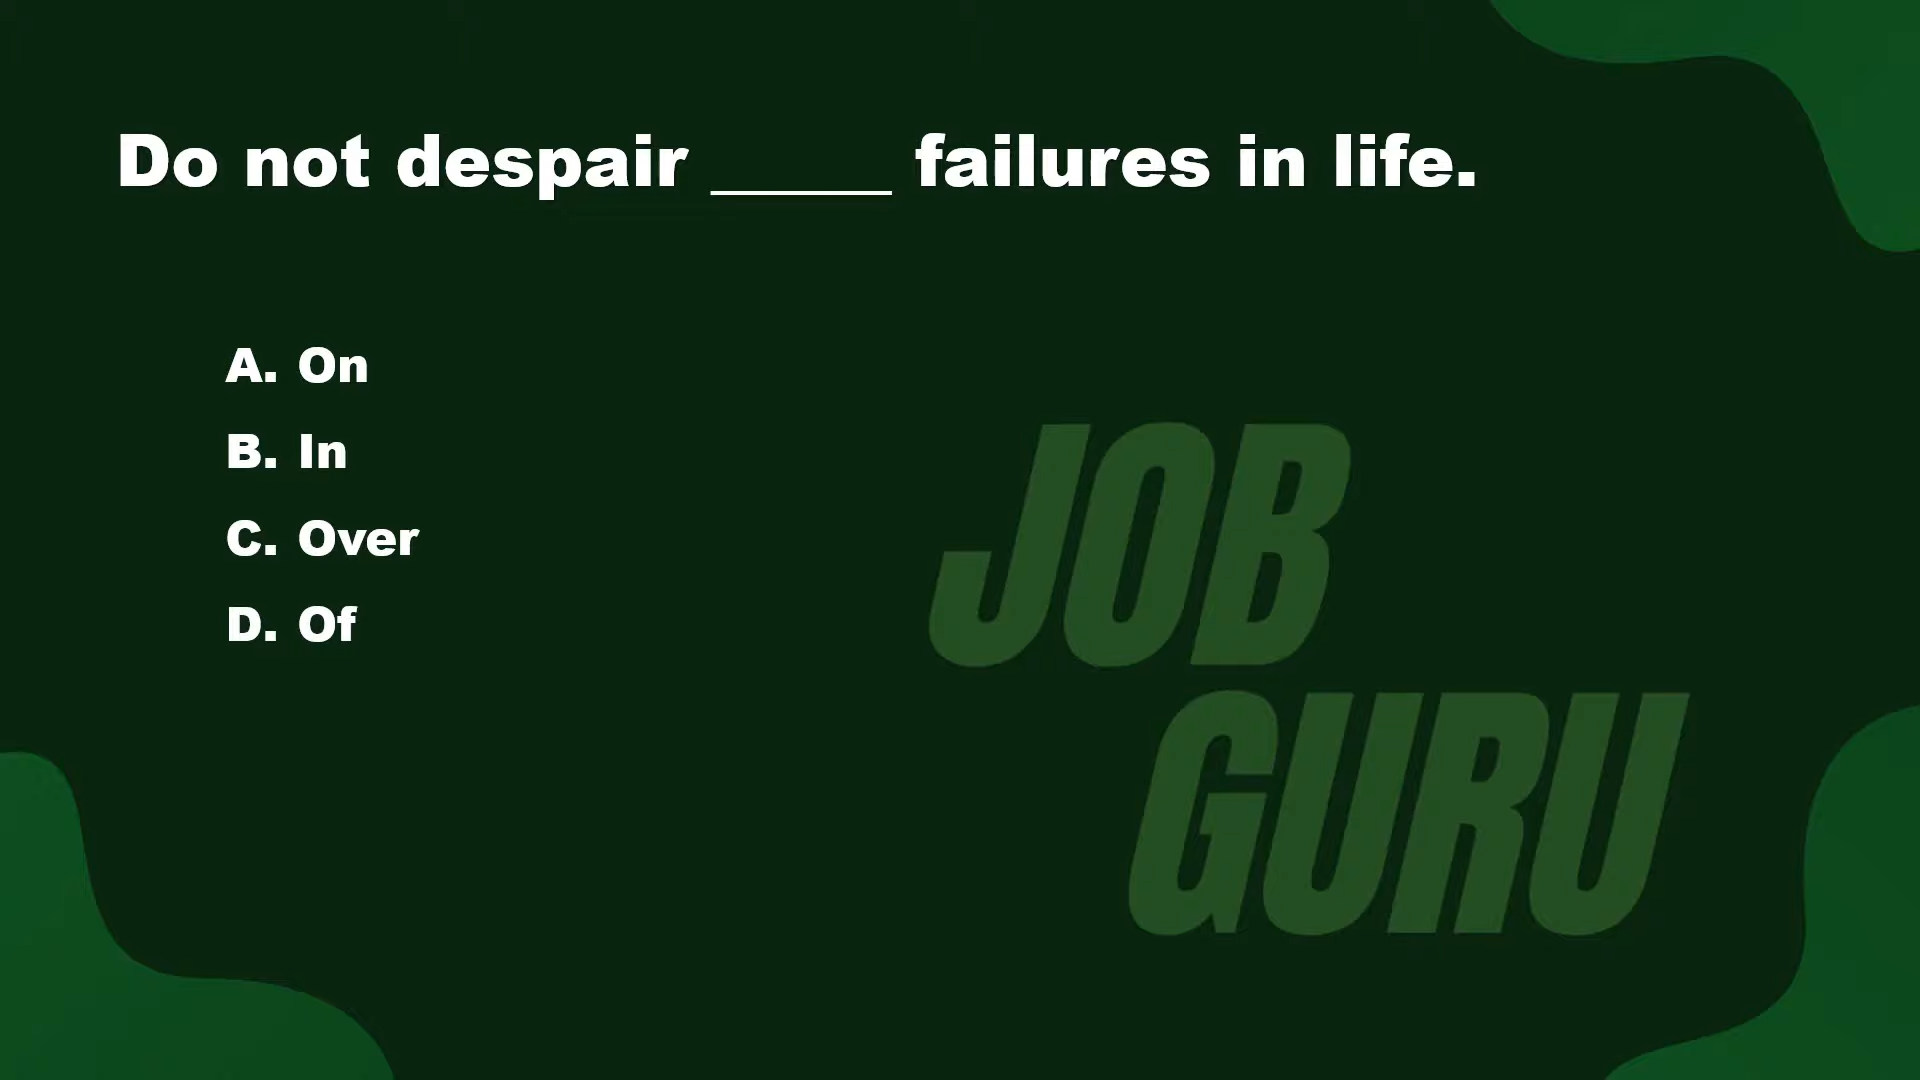 Do not despair _____ failures in life.
A. On
B. In
C. Over
D. Of
JOB
GURU